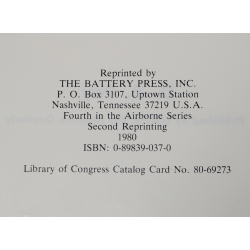 Reprinted by
THE BATTERY PRESS, INC.
P. O. Box 3107, Uptown Station
Nashville, Tennessee 37219 U.S.A.
Fourth in the Airborne Series
Second Reprinting
1980
ISBN: 0-89839-037-0
Library of Congress Catalog Card No. 80-69273